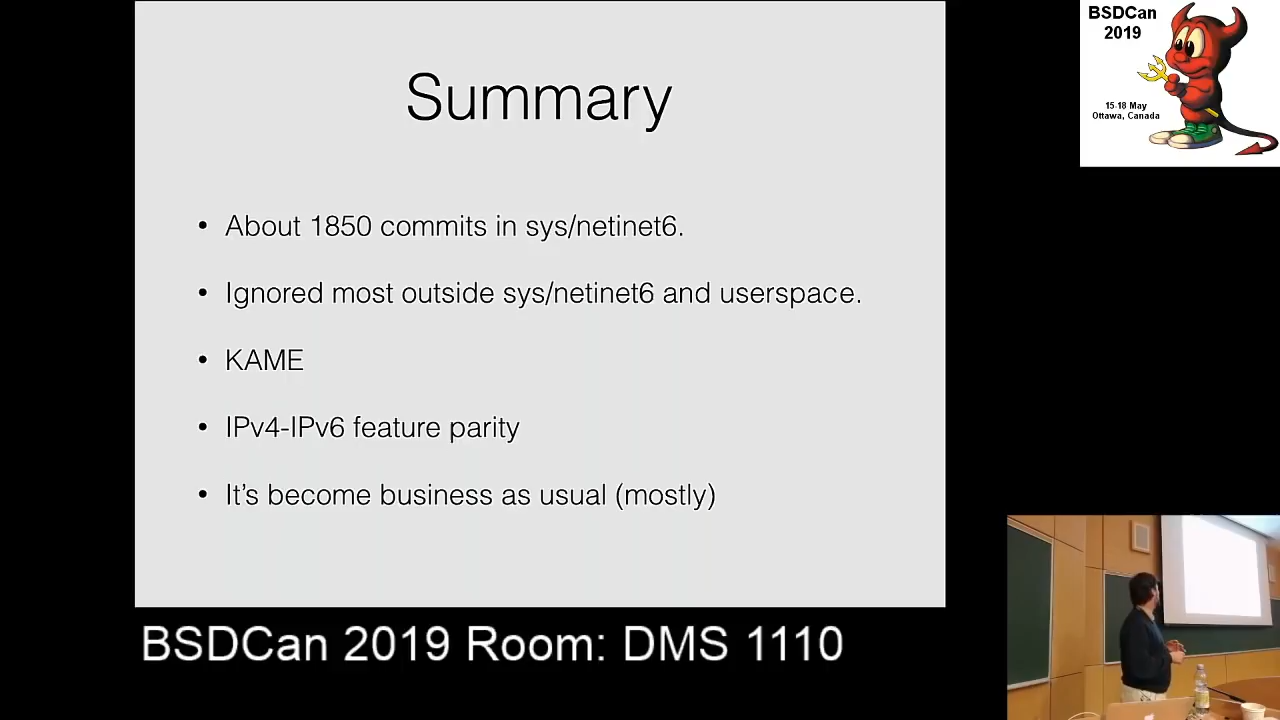 Summary
• About 1850 commits in sys/netinet6.
• Ignored most outside sys/netinet6 and userspace.
• KAME
• IPv4-IPv6 feature parity
• It's become business as usual (mostly)
BSDCan
2019
15-18 May
Ottawa, Canada
BSDCan 2019 Room: DMS 1110